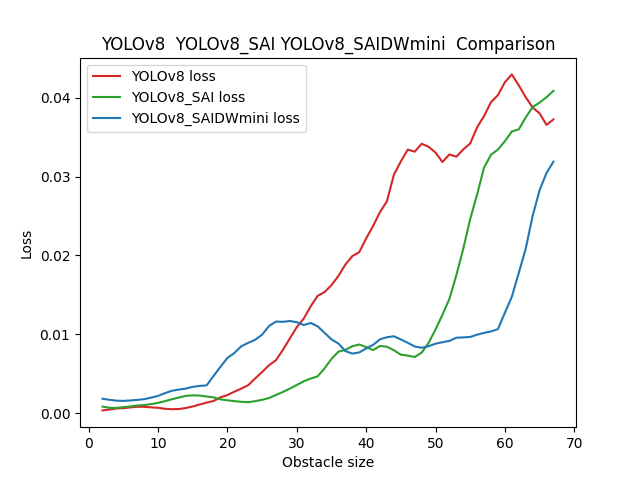 YOLOv8  YOLOv8_SAI YOLOv8_SAIDWmini  Comparison
YOLOv8 loss
YOLOv8_SAI loss
YOLOv8_SAIDWmini loss
0.04
0.03
0.02
0.01
0.00
Loss
0 10 20 30 40 50 60 70
Obstacle size